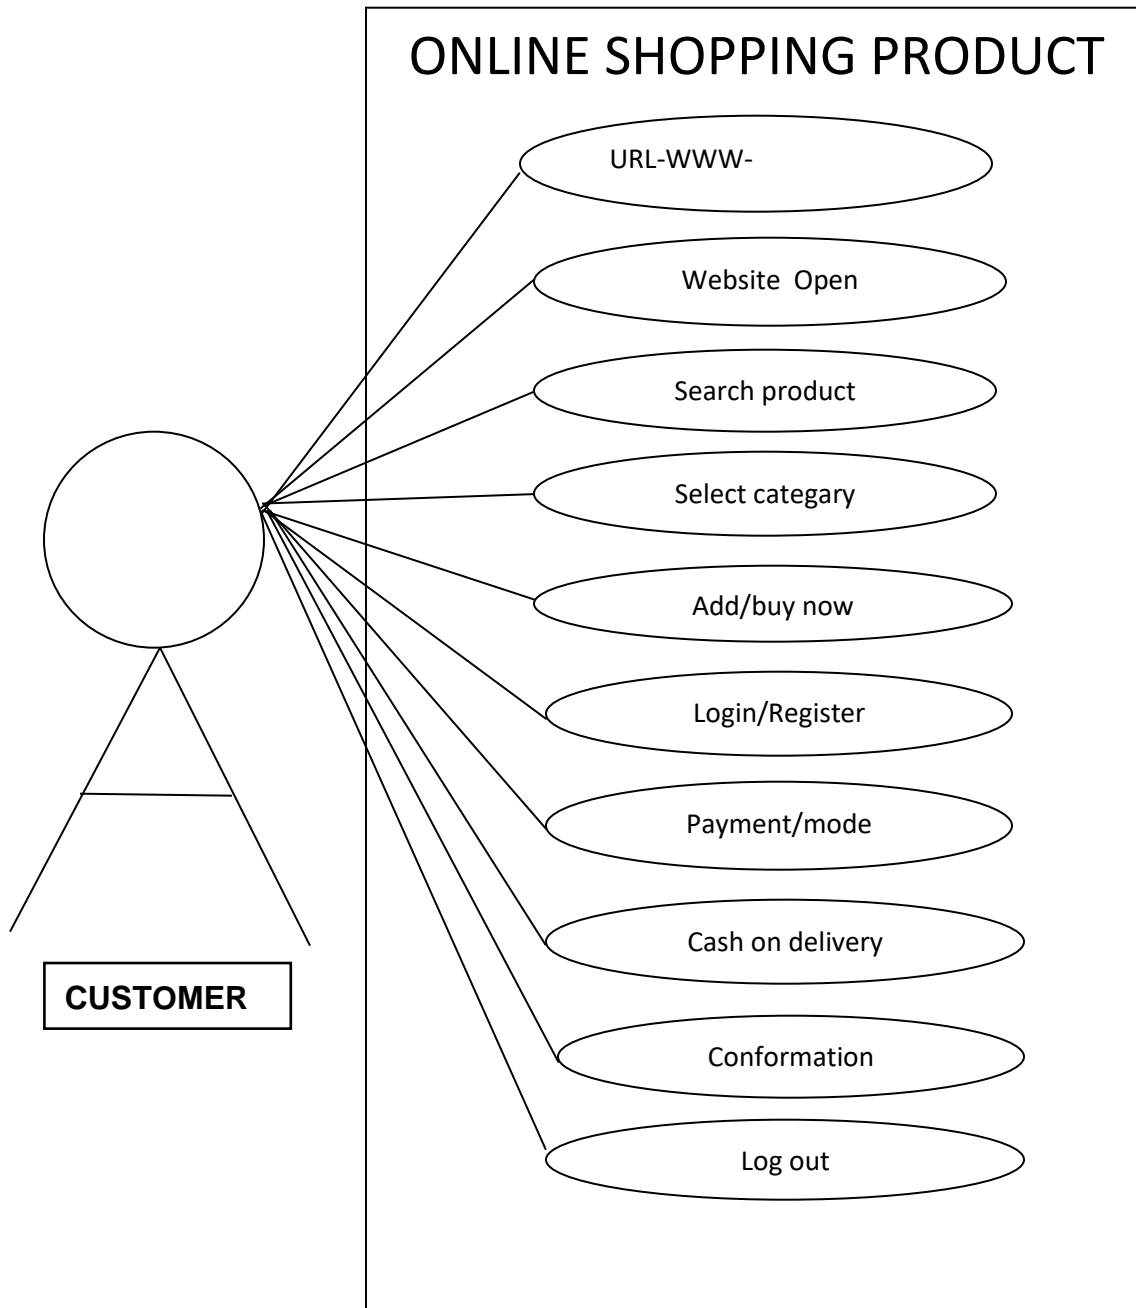 ONLINE SHOPPING PRODUCT
URL-WWW-
Website Open
Search product
Select categary
Add/buy now
Login/Register
Payment/mode
Cash on delivery
CUSTOMER
Conformation
Log out